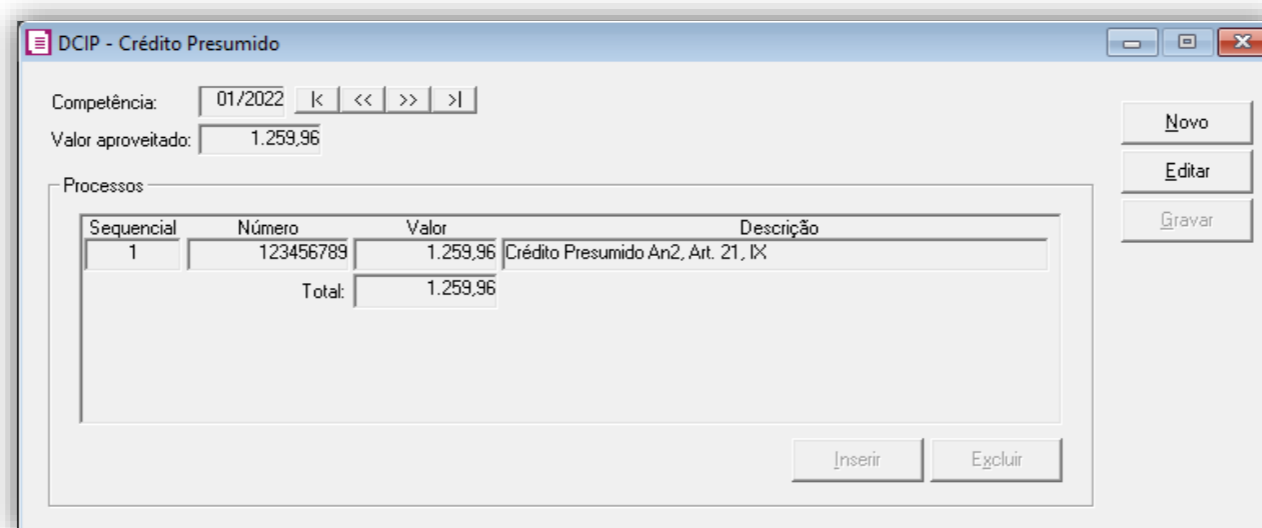 DCIP - Crédito Presumido
Competência: 01/2022 |< << >> >|
Novo
Valor aproveitado: 1.259,96
Editar
Processos
Gravar
Sequencial Número Valor Descrição
1 123456789 1.259,96 Crédito Presumido An2, Art. 21, IX
Total: 1.259,96
Inserir Excluir